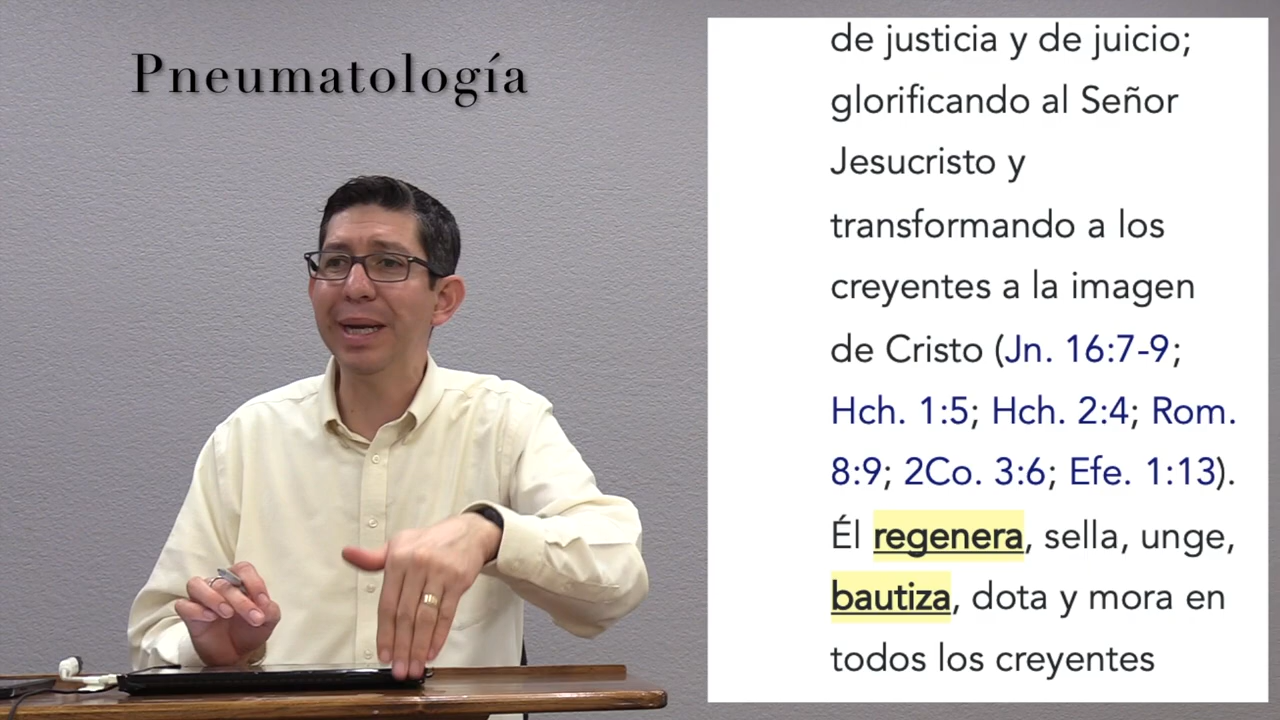 Pneumatología
de justicia y de juicio;
glorificando al Señor
Jesucristo y
transformando a los
creyentes a la imagen
de Cristo (Jn. 16:7-9;
Hch. 1:5; Hch. 2:4; Rom.
8:9; 2Co. 3:6; Efe. 1:13).
Él regenera, sella, unge,
bautiza, dota y mora en
todos los creyentes